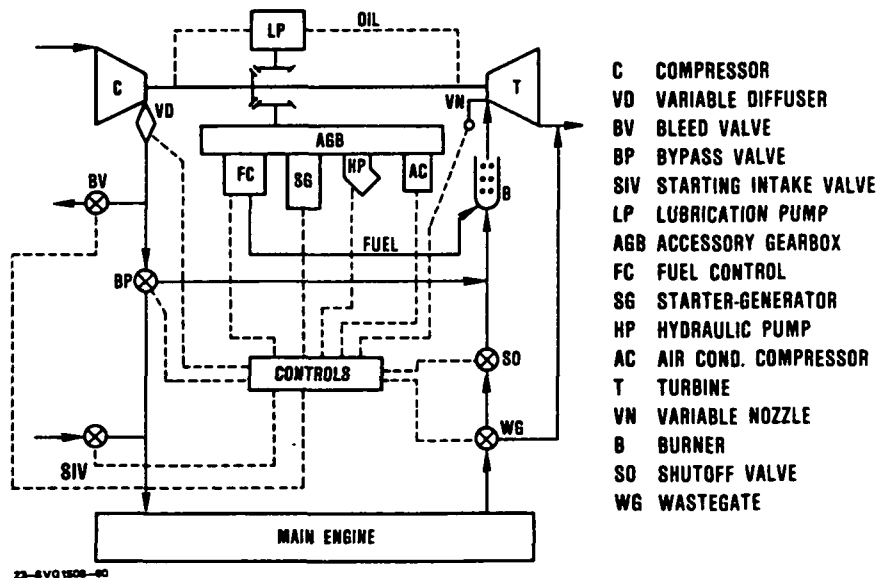 LP
OIL
C
VD
VN
T
AGB
FC
SG
HP
AC
BV
B
FUEL
BP
CONTROLS
SO
SIV
WG
MAIN ENGINE
C COMPRESSOR
VD VARIABLE DIFFUSER
BV BLEED VALVE
BP BYPASS VALVE
SIV STARTING INTAKE VALVE
LP LUBRICATION PUMP
AGB ACCESSORY GEARBOX
FC FUEL CONTROL
SG STARTER-GENERATOR
HP HYDRAULIC PUMP
AC AIR COND. COMPRESSOR
T TURBINE
VN VARIABLE NOZZLE
B BURNER
SO SHUTOFF VALVE
WG WASTEGATE